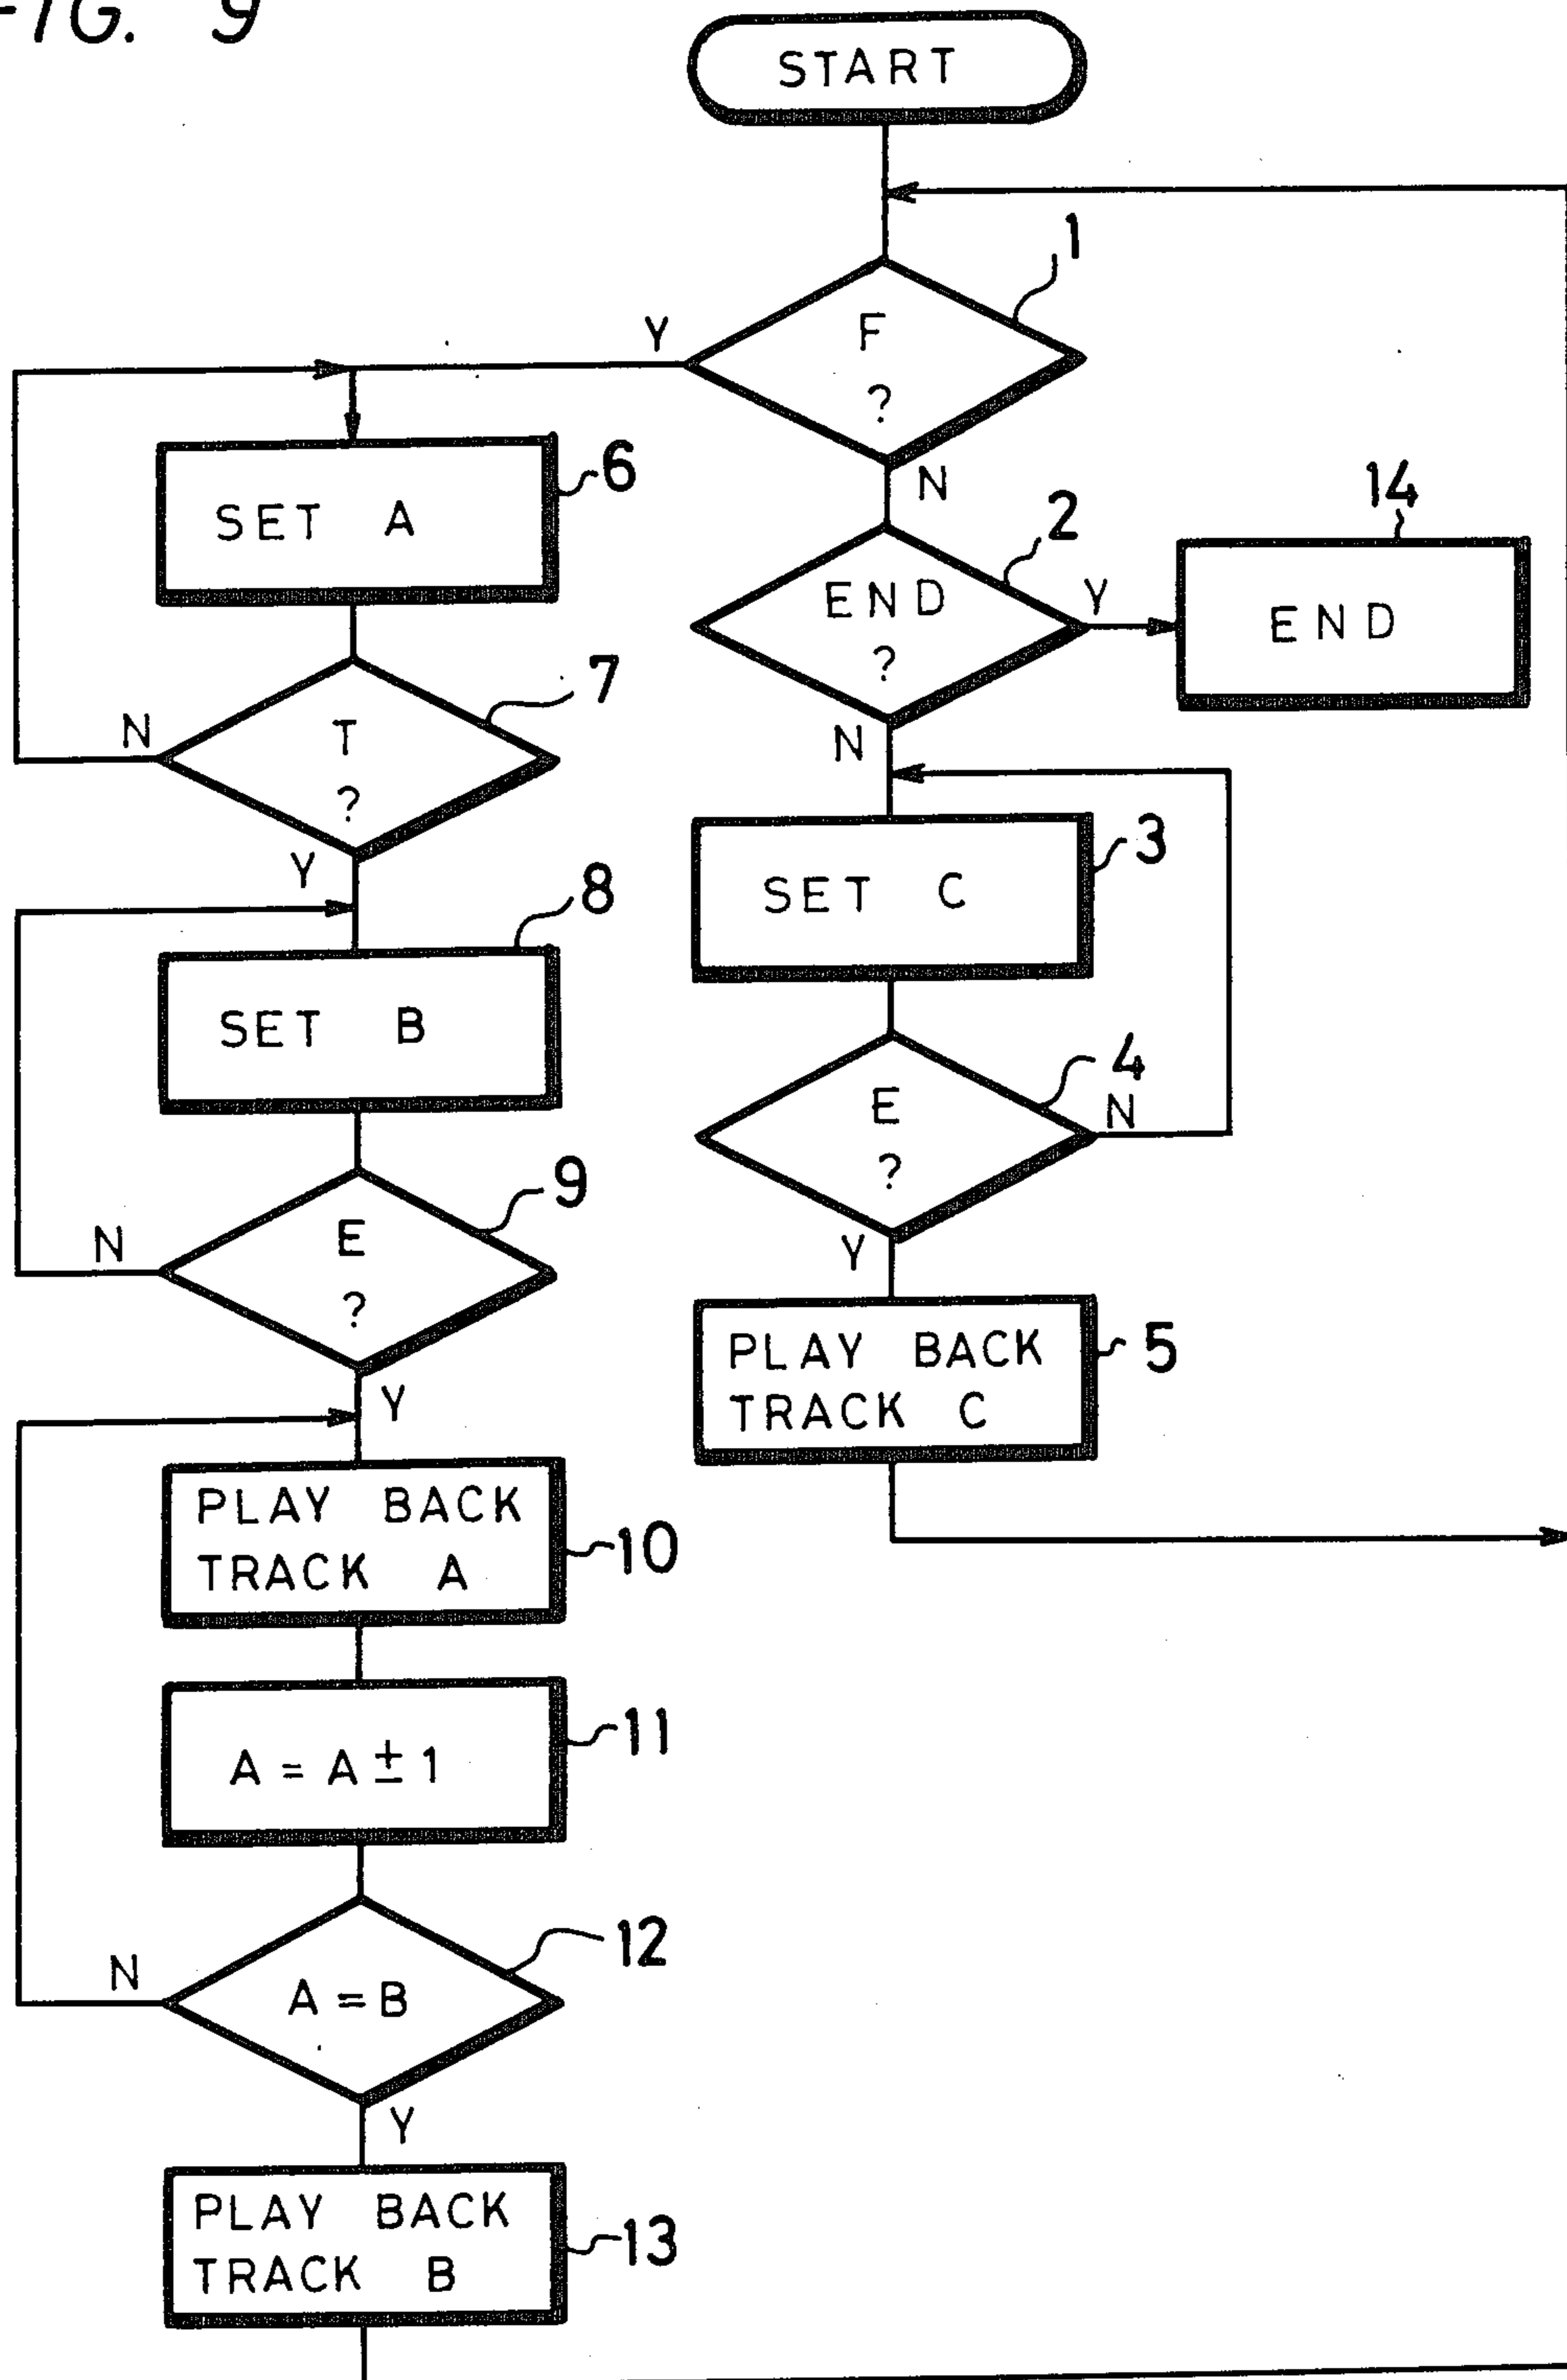 FIG. 9
START
1
F
?
Y
N
6
SET A
2
END
?
Y
N
14
END
7
T
?
N
Y
3
SET C
8
SET B
4
E
?
N
Y
9
E
?
N
Y
5
PLAY BACK
TRACK C
10
PLAY BACK
TRACK A
11
A = A ± 1
12
A = B
N
Y
13
PLAY BACK
TRACK B